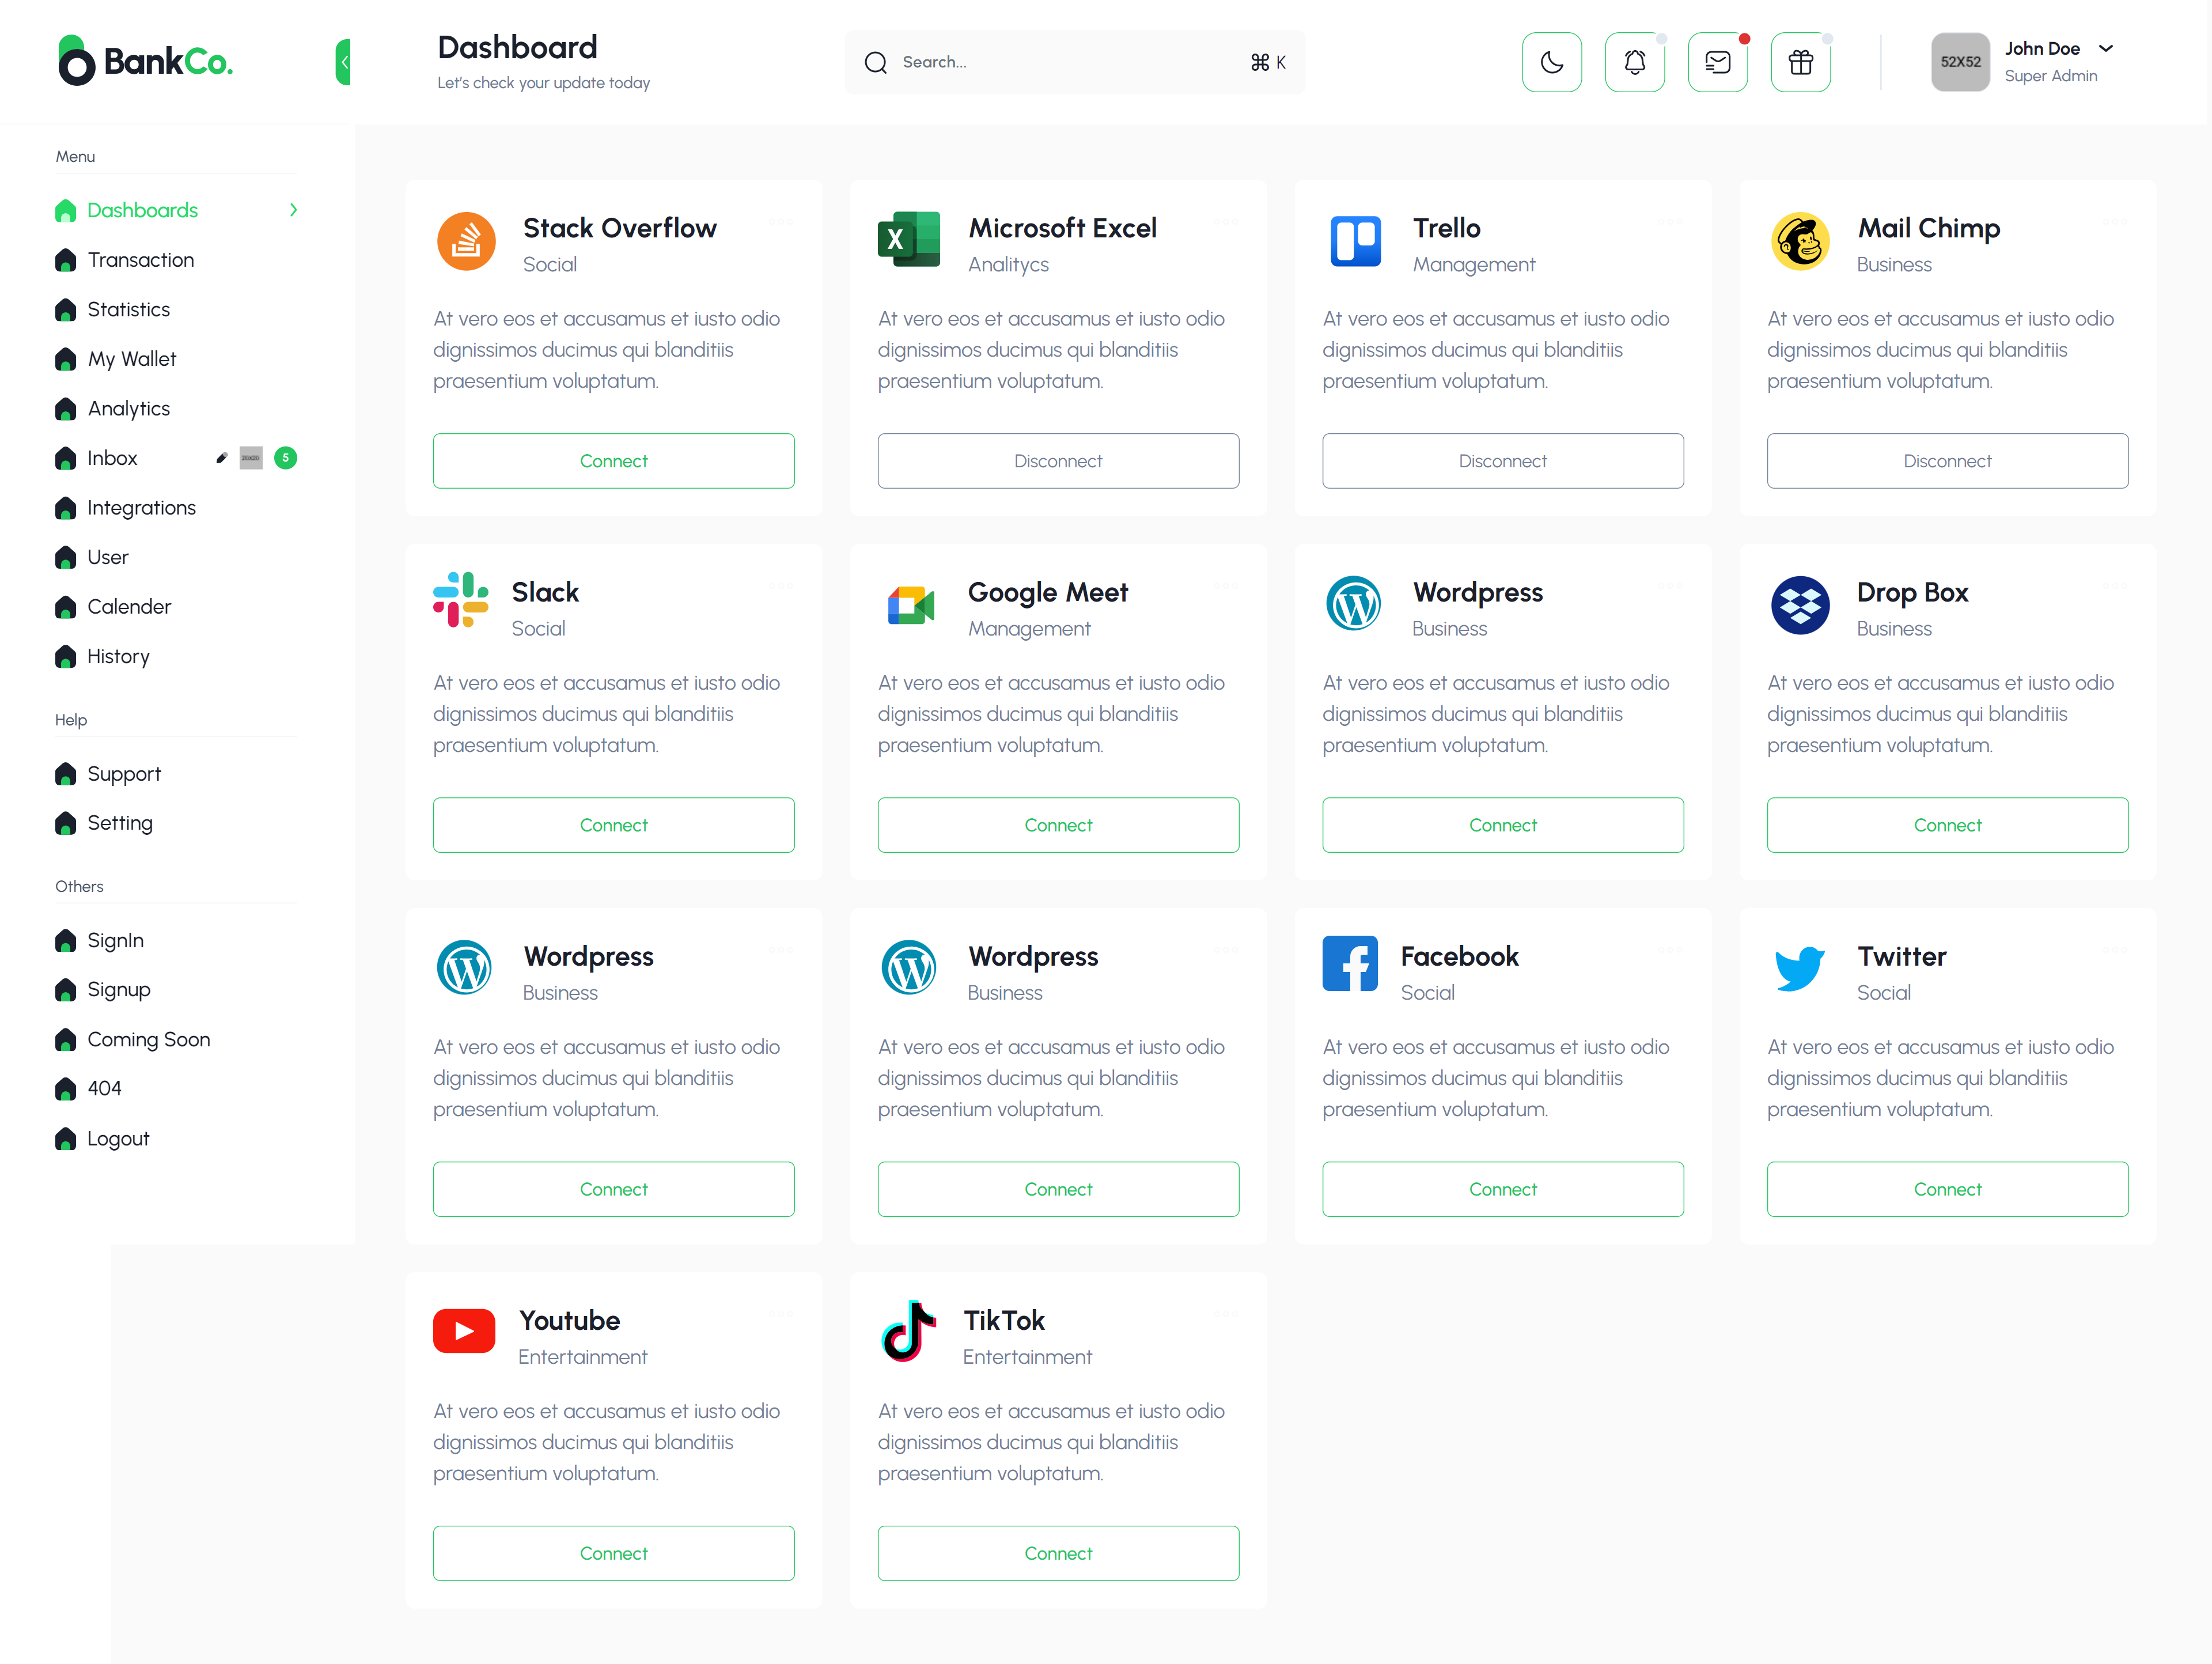 BankCo.
Dashboard
Let's check your update today
Search...
⌘ K
52X52
John Doe
Super Admin
Menu
Dashboards
Transaction
Statistics
My Wallet
Analytics
Inbox
5
Integrations
User
Calender
History
Help
Support
Setting
Others
SignIn
Signup
Coming Soon
404
Logout
Stack Overflow
Social
At vero eos et accusamus et iusto odio
dignissimos ducimus qui blanditiis
praesentium voluptatum.
Connect
Microsoft Excel
Analitycs
At vero eos et accusamus et iusto odio
dignissimos ducimus qui blanditiis
praesentium voluptatum.
Disconnect
Trello
Management
At vero eos et accusamus et iusto odio
dignissimos ducimus qui blanditiis
praesentium voluptatum.
Disconnect
Mail Chimp
Business
At vero eos et accusamus et iusto odio
dignissimos ducimus qui blanditiis
praesentium voluptatum.
Disconnect
Slack
Social
At vero eos et accusamus et iusto odio
dignissimos ducimus qui blanditiis
praesentium voluptatum.
Connect
Google Meet
Management
At vero eos et accusamus et iusto odio
dignissimos ducimus qui blanditiis
praesentium voluptatum.
Connect
Wordpress
Business
At vero eos et accusamus et iusto odio
dignissimos ducimus qui blanditiis
praesentium voluptatum.
Connect
Drop Box
Business
At vero eos et accusamus et iusto odio
dignissimos ducimus qui blanditiis
praesentium voluptatum.
Connect
Wordpress
Business
At vero eos et accusamus et iusto odio
dignissimos ducimus qui blanditiis
praesentium voluptatum.
Connect
Wordpress
Business
At vero eos et accusamus et iusto odio
dignissimos ducimus qui blanditiis
praesentium voluptatum.
Connect
Facebook
Social
At vero eos et accusamus et iusto odio
dignissimos ducimus qui blanditiis
praesentium voluptatum.
Connect
Twitter
Social
At vero eos et accusamus et iusto odio
dignissimos ducimus qui blanditiis
praesentium voluptatum.
Connect
Youtube
Entertainment
At vero eos et accusamus et iusto odio
dignissimos ducimus qui blanditiis
praesentium voluptatum.
Connect
TikTok
Entertainment
At vero eos et accusamus et iusto odio
dignissimos ducimus qui blanditiis
praesentium voluptatum.
Connect